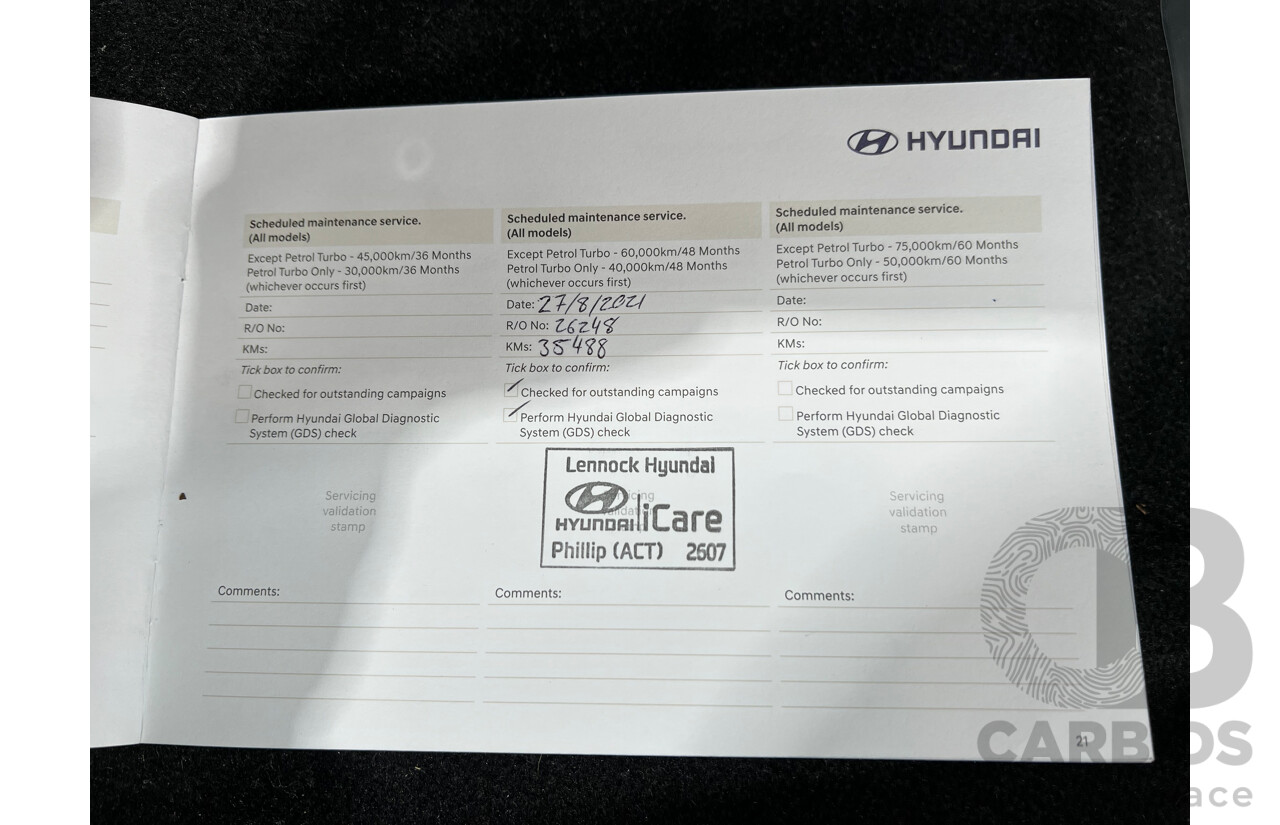 HYUNDAI
Scheduled maintenance service.
(All models)
Except Petrol Turbo - 45,000km/36 Months
Petrol Turbo Only - 30,000km/36 Months
(whichever occurs first)
Date:
R/O No:
KMs:
Tick box to confirm:
Checked for outstanding campaigns
Perform Hyundai Global Diagnostic
System (GDS) check
Servicing
validation
stamp
Comments:
Scheduled maintenance service.
(All models)
Except Petrol Turbo - 60,000km/48 Months
Petrol Turbo Only - 40,000km/48 Months
(whichever occurs first)
Date: 27/8/2021
R/O No: 26248
KMs: 35488
Tick box to confirm:
Checked for outstanding campaigns
Perform Hyundai Global Diagnostic
System (GDS) check
Lennock Hyundai
HYUNDAI iCare
Phillip (ACT) 2607
Comments:
Scheduled maintenance service.
(All models)
Except Petrol Turbo - 75,000km/60 Months
Petrol Turbo Only - 50,000km/60 Months
(whichever occurs first)
Date:
R/O No:
KMs:
Tick box to confirm:
Checked for outstanding campaigns
Perform Hyundai Global Diagnostic
System (GDS) check
Servicing
validation
stamp
Comments:
21